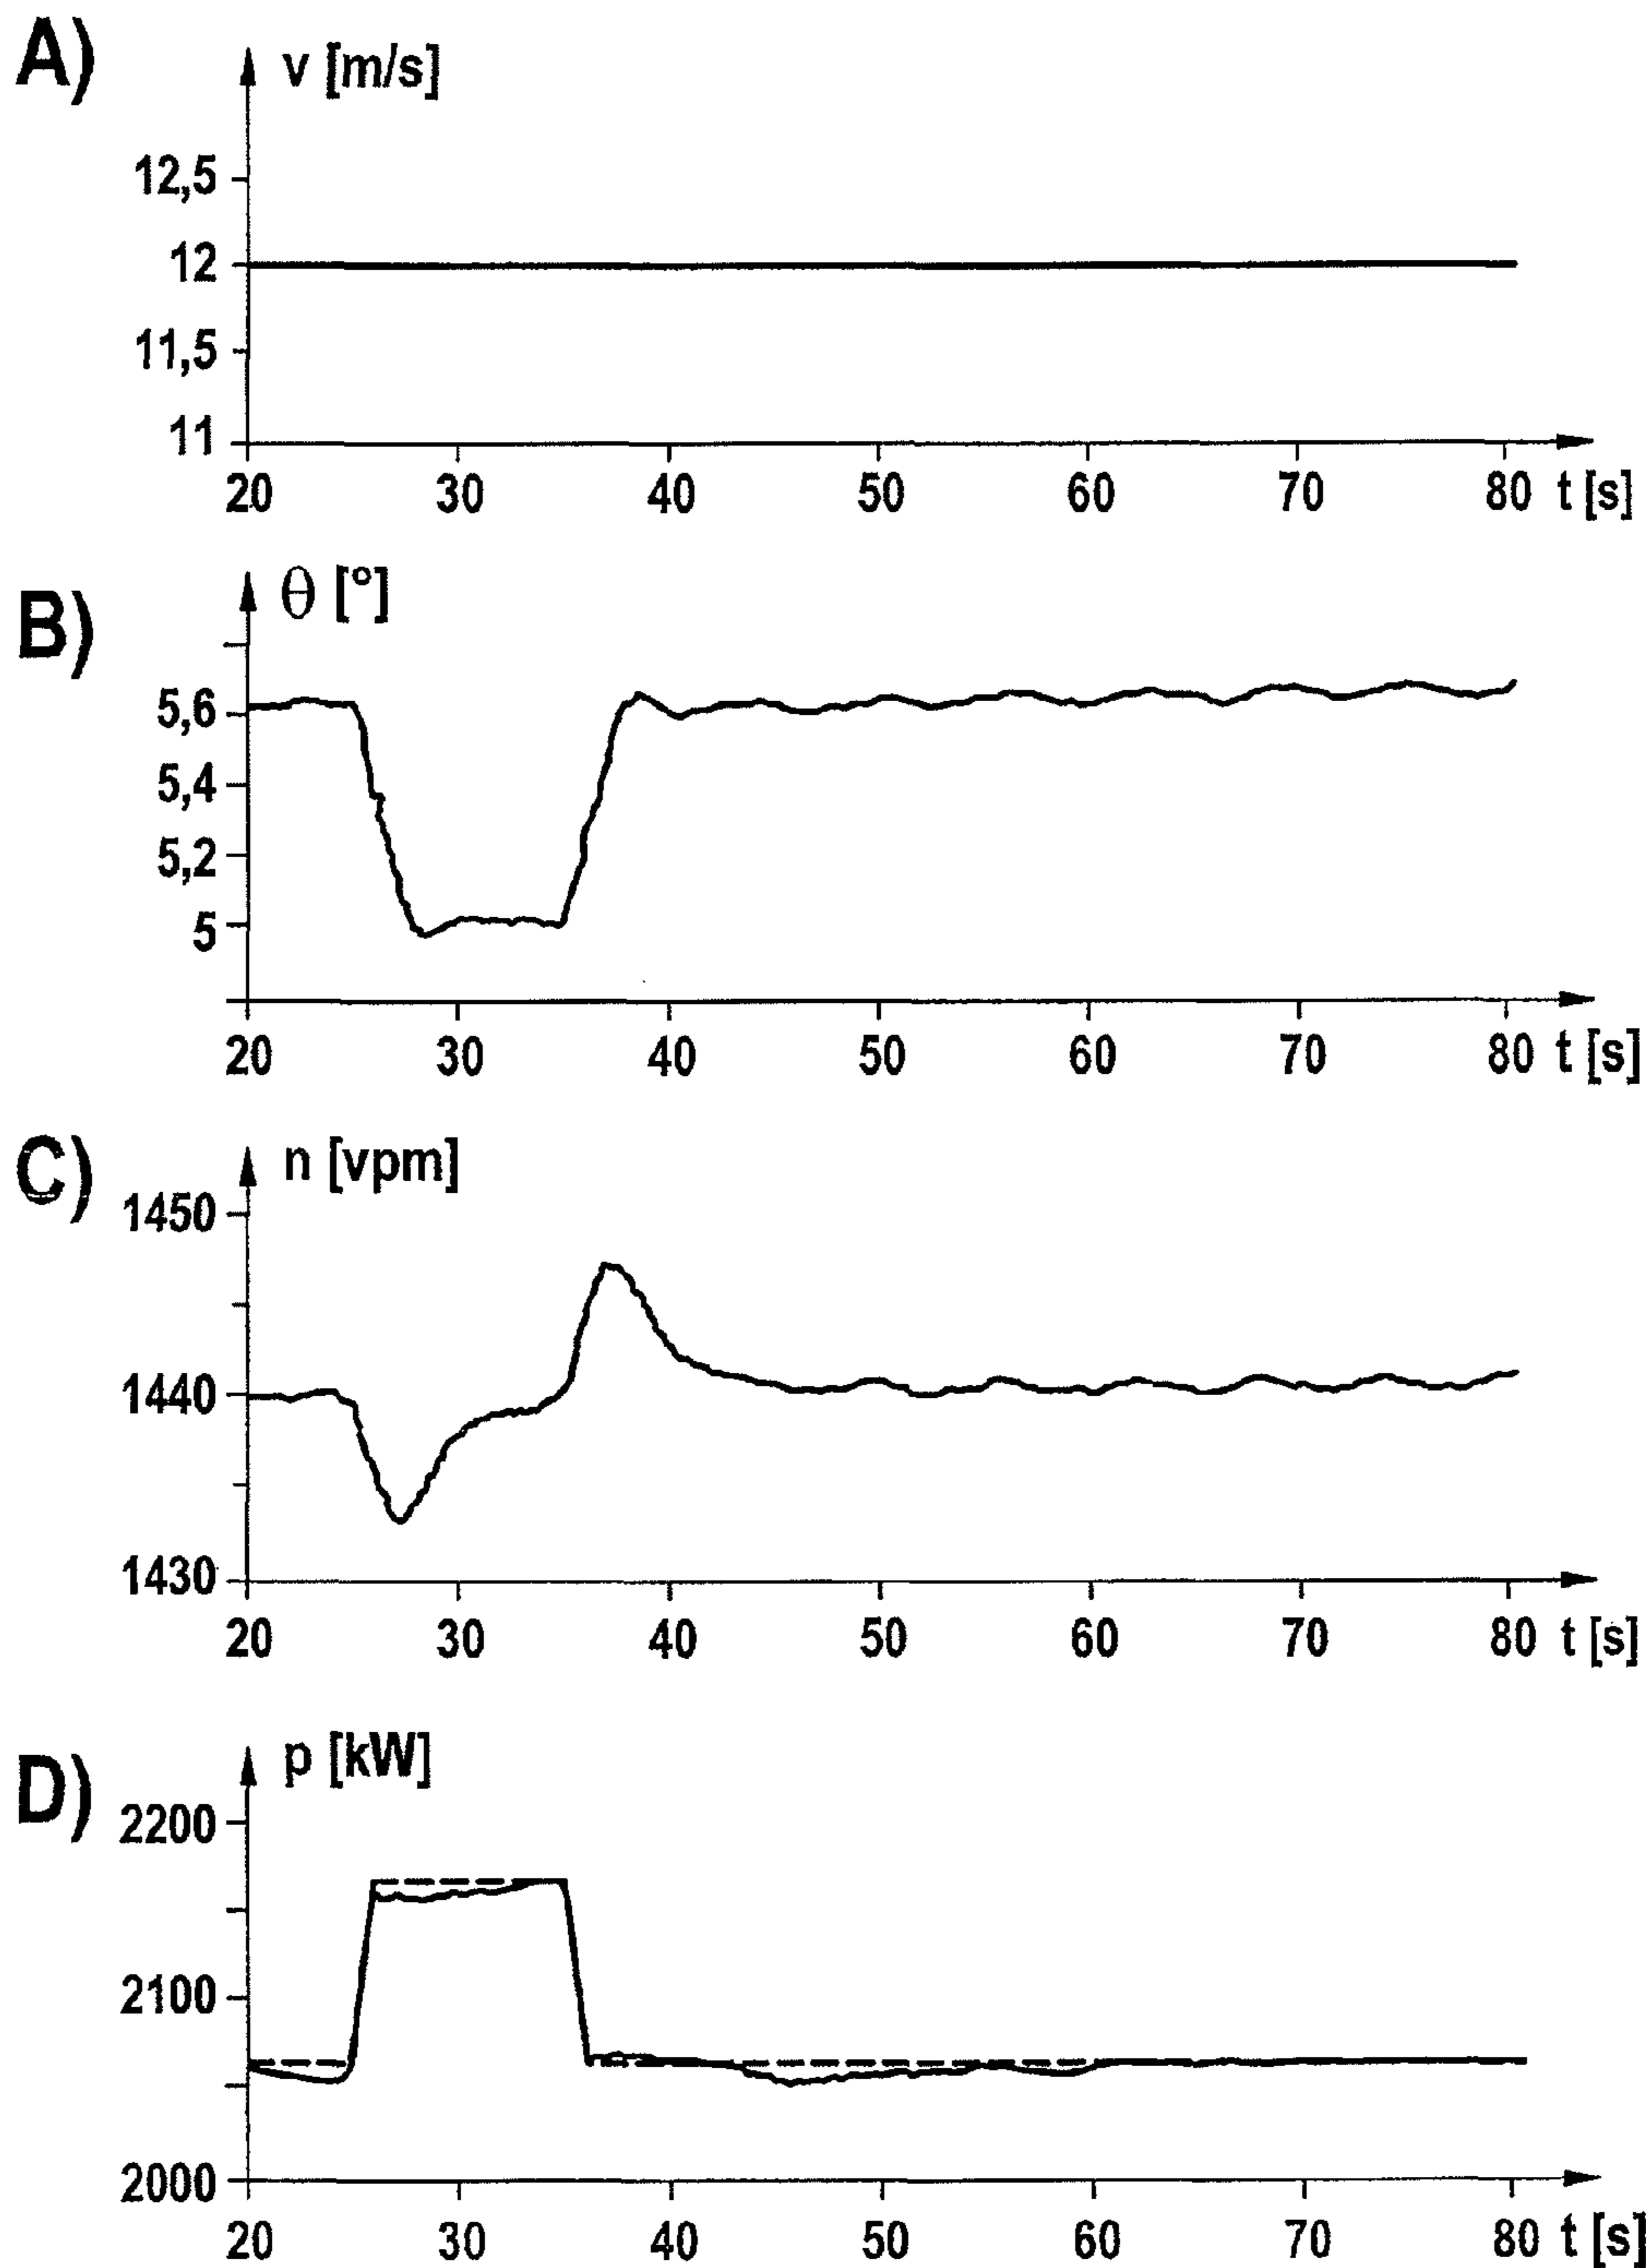 A)
v [m/s]
12,5
12
11,5
11
20 30 40 50 60 70 80 t [s]
B)
θ [°]
5,6
5,4
5,2
5
20 30 40 50 60 70 80 t [s]
C)
n [vpm]
1450
1440
1430
20 30 40 50 60 70 80 t [s]
D)
p [kW]
2200
2100
2000
20 30 40 50 60 70 80 t [s]